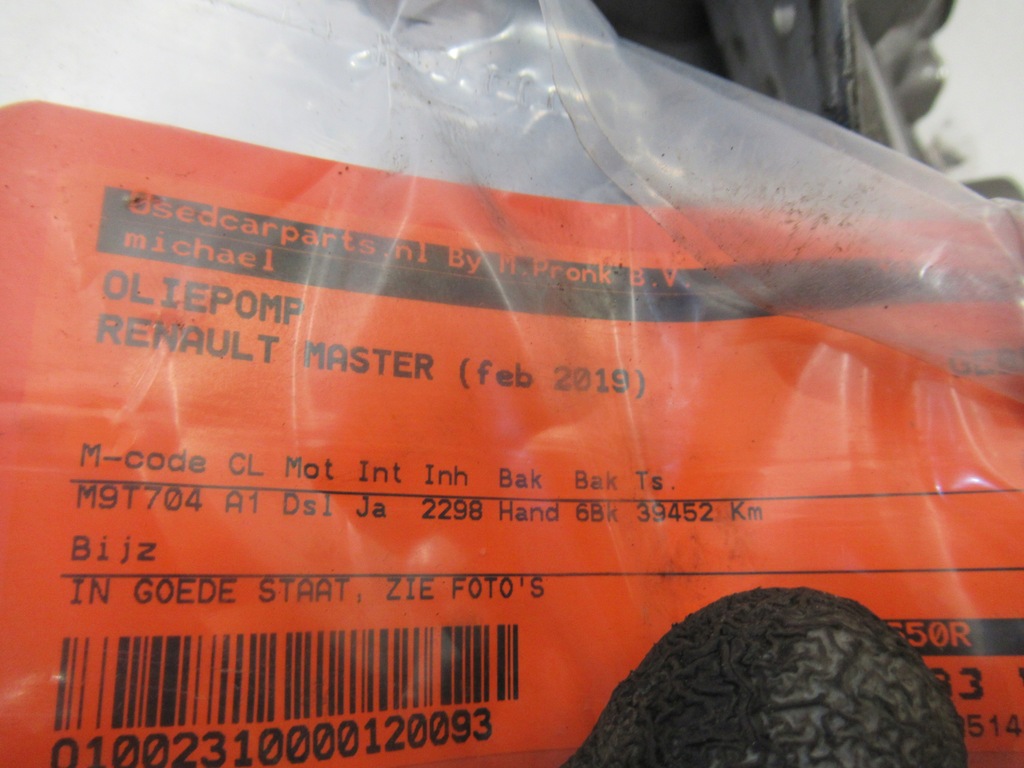 Usedcarparts.nl By M.Pronk B.V.
michael
OLIEPOMP
RENAULT MASTER (feb 2019)
M-code CL Mot Int Inh Bak Bak Ts.
M9T704 A1 Dsl Ja 2298 Hand 6Bk 39452 Km
Bijz
IN GOEDE STAAT, ZIE FOTO'S
01002310000120093